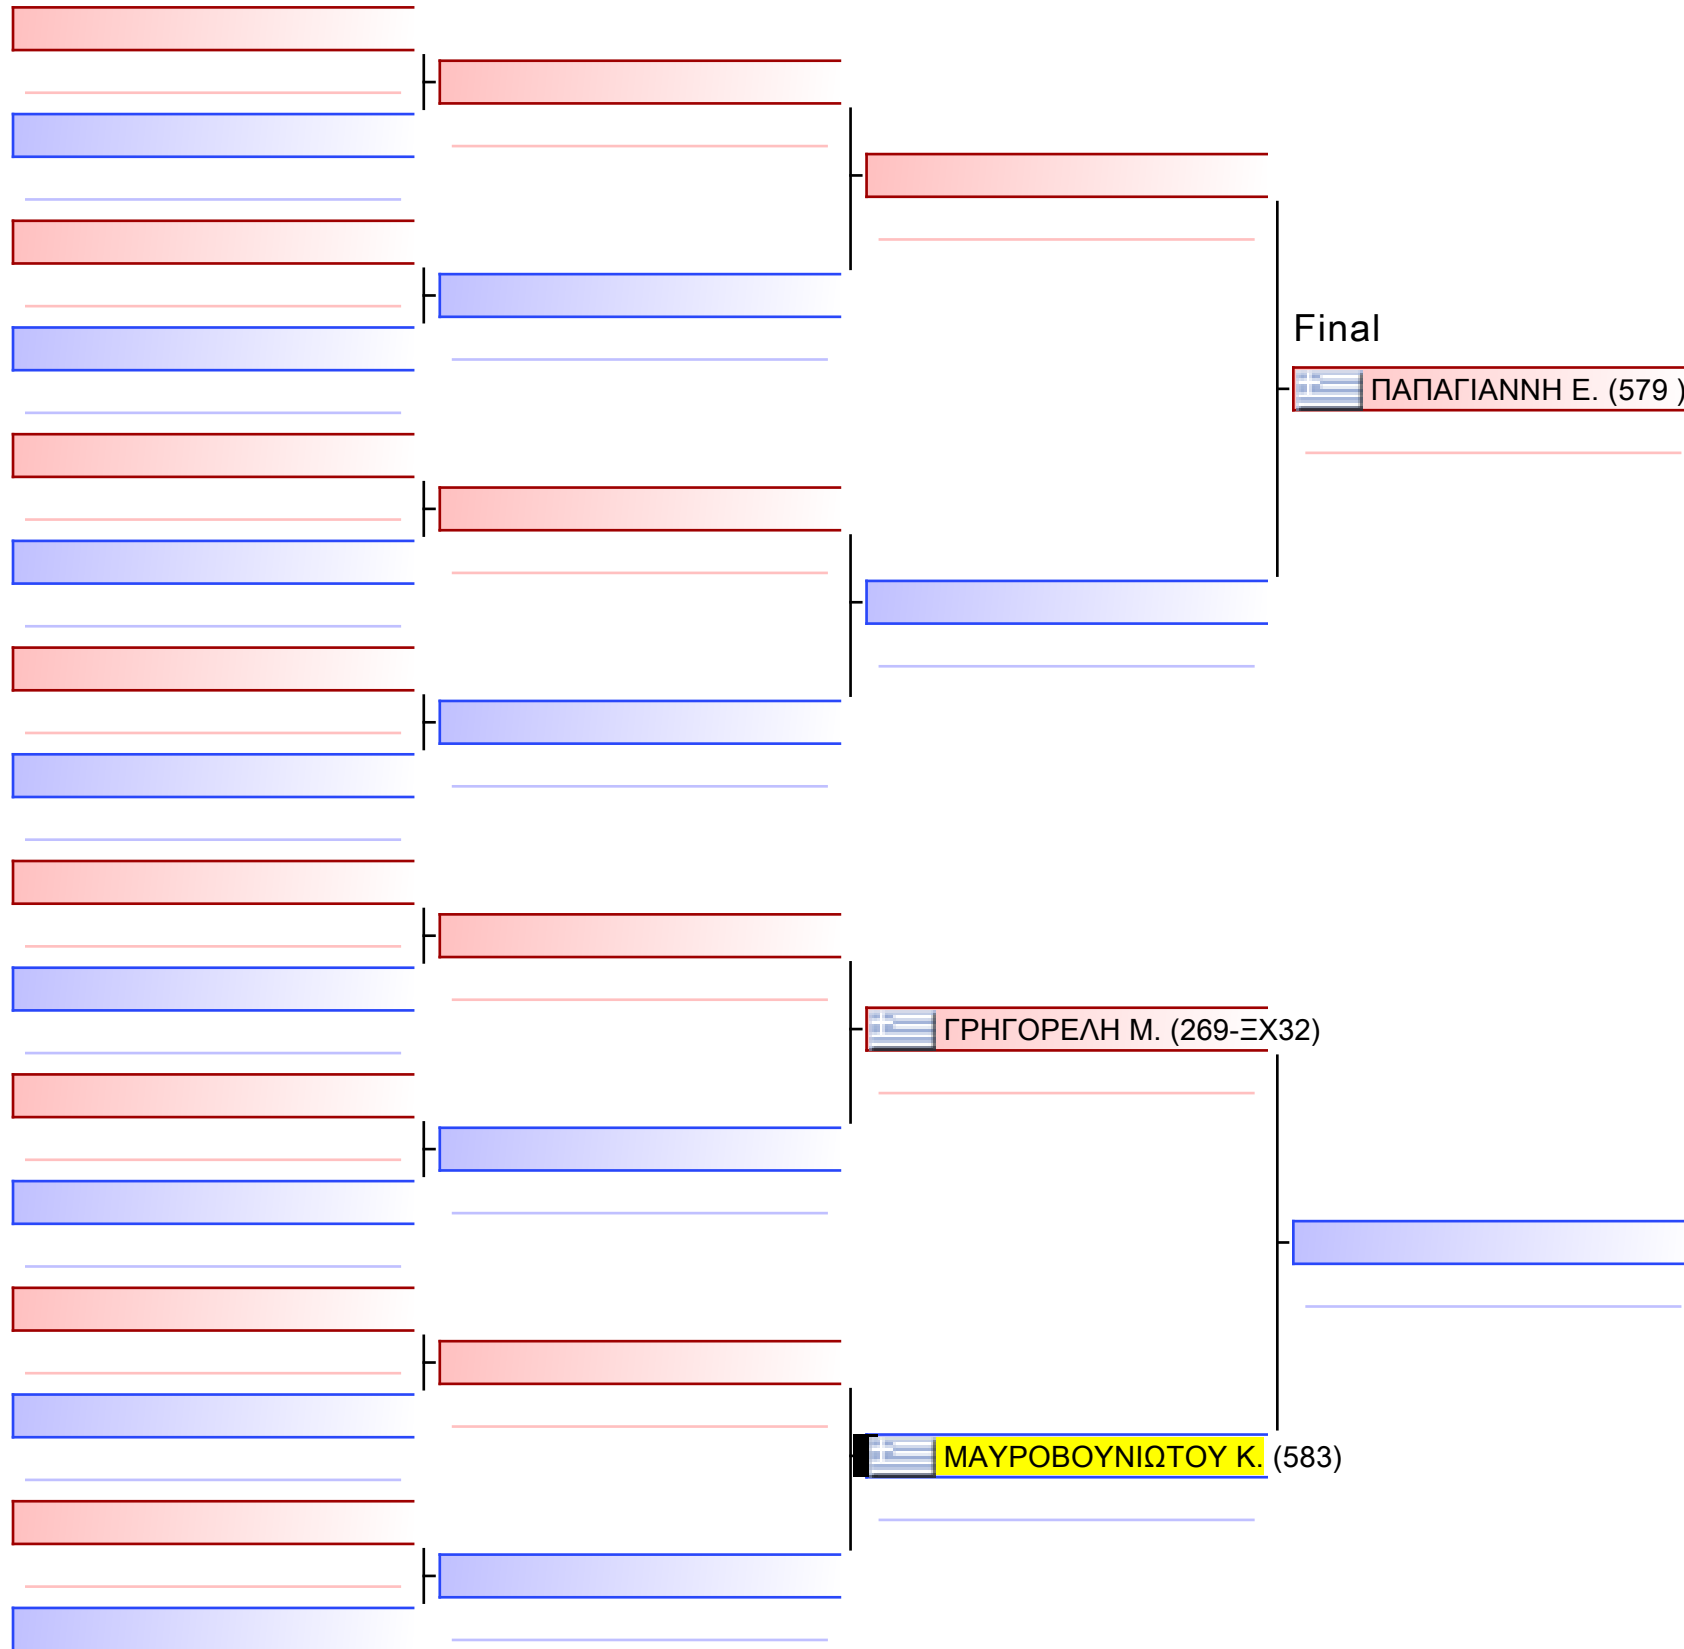 Final
ΠΑΠΑΓΙΑΝΝΗ Ε. (579 )
ΓΡΗΓΟΡΕΛΗ Μ. (269-ΞΧ32)
ΜΑΥΡΟΒΟΥΝΙΩΤΟΥ Κ. (583)